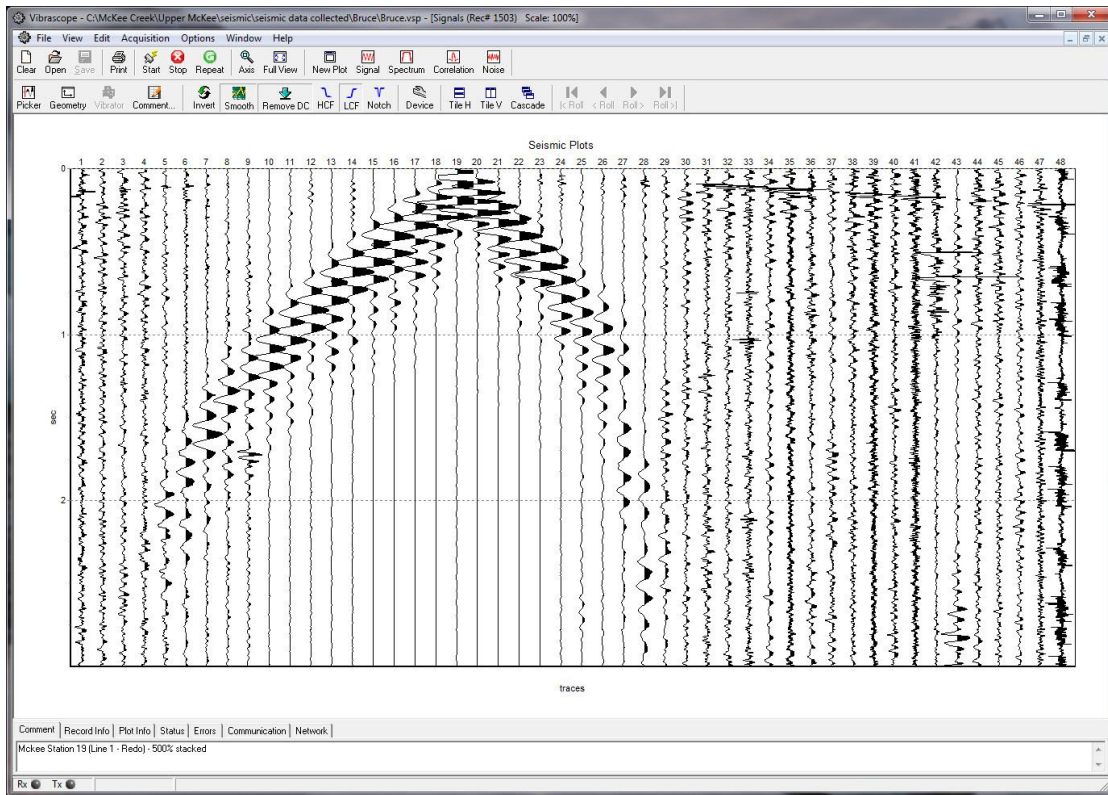 Vibrascope - C:\McKee Creek\Upper McKee\seismic\seismic data collected\Bruce\Bruce.vsp - [Signals (Rec# 1503) Scale: 100%]
File View Edit Acquisition Options Window Help
Clear Open Save Print Start Stop Repeat Axis Full View New Plot Signal Spectrum Correlation Noise
Picker Geometry Vibrator Comment... Invert Smooth Remove DC HCF LCF Notch Device Tile H Tile V Cascade |< Roll < Roll Roll > Roll >|
Seismic Plots
1 2 3 4 5 6 7 8 9 10 11 12 13 14 15 16 17 18 19 20 21 22 23 24 25 26 27 28 29 30 31 32 33 34 35 36 37 38 39 40 41 42 43 44 45 46 47 48
0
1
sec
2
traces
Comment Record Info Plot Info Status Errors Communication Network
Mckee Station 19 (Line 1 - Redo) - 500% stacked
Rx Tx